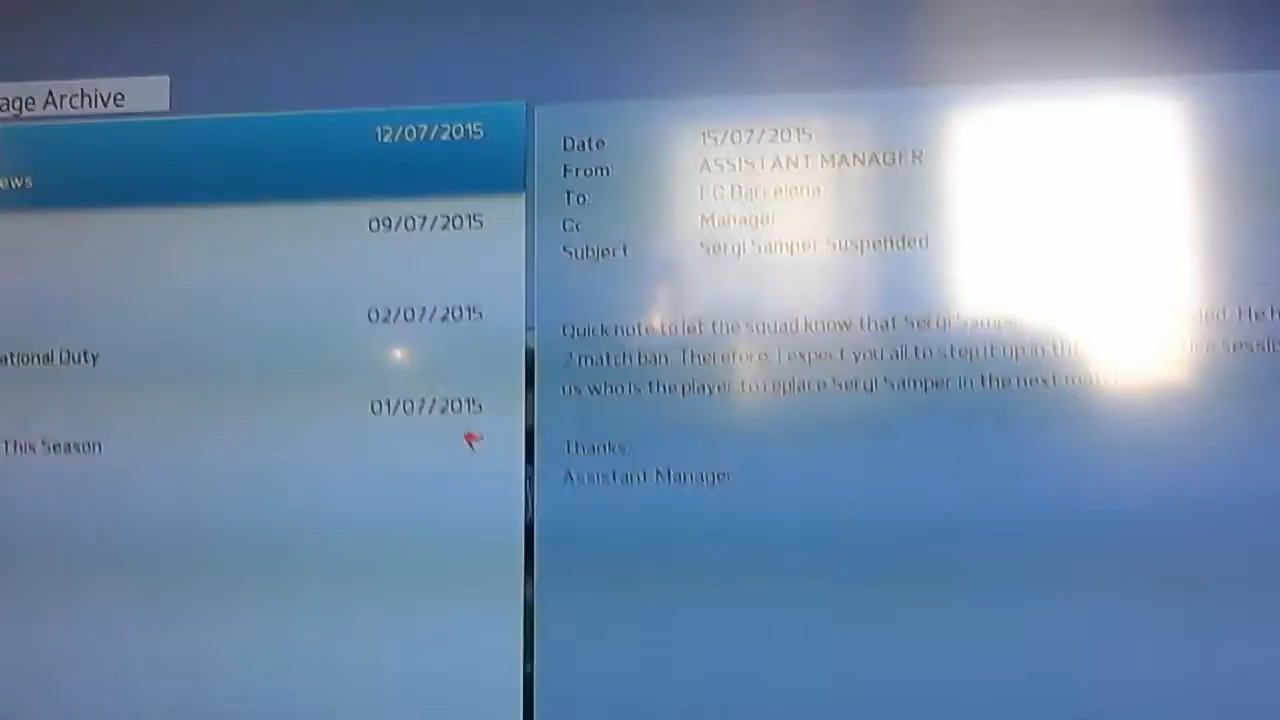 age Archive
12/07/2015
ews
09/07/2015
02/07/2015
ational Duty
01/07/2015
This Season
Date 15/07/2015
From: ASSISTANT MANAGER
To: FC Barcelona
Cc Manager
Subject Sergi Samper Suspended
Quick note to let the squad know that Sergi Samper He h
2 match ban. Therefore, I expect you all to step it up in the
us who is the player to replace Sergi Samper in the next
Thanks,
Assistant Manager